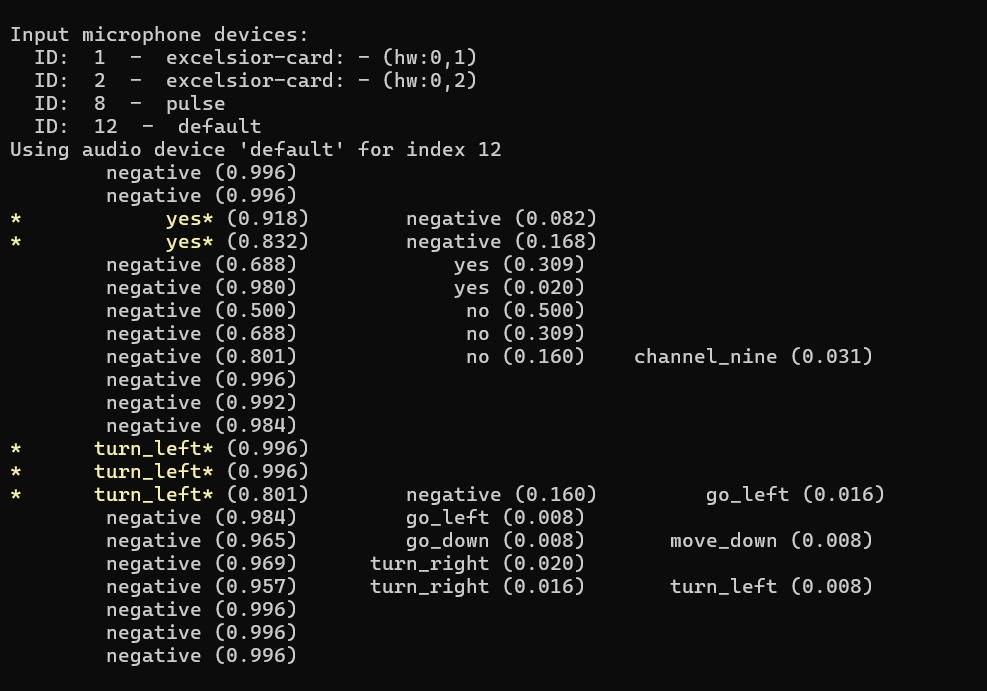 Input microphone devices:
  ID:  1  -  excelsior-card: - (hw:0,1)
  ID:  2  -  excelsior-card: - (hw:0,2)
  ID:  8  -  pulse
  ID:  12  -  default
Using audio device 'default' for index 12
        negative (0.996)
        negative (0.996)
*            yes* (0.918)        negative (0.082)
*            yes* (0.832)        negative (0.168)
        negative (0.688)             yes (0.309)
        negative (0.980)             yes (0.020)
        negative (0.500)              no (0.500)
        negative (0.688)              no (0.309)
        negative (0.801)              no (0.160)    channel_nine (0.031)
        negative (0.996)
        negative (0.992)
        negative (0.984)
*      turn_left* (0.996)
*      turn_left* (0.996)
*      turn_left* (0.801)        negative (0.160)         go_left (0.016)
        negative (0.984)         go_left (0.008)
        negative (0.965)         go_down (0.008)       move_down (0.008)
        negative (0.969)      turn_right (0.020)
        negative (0.957)      turn_right (0.016)       turn_left (0.008)
        negative (0.996)
        negative (0.996)
        negative (0.996)